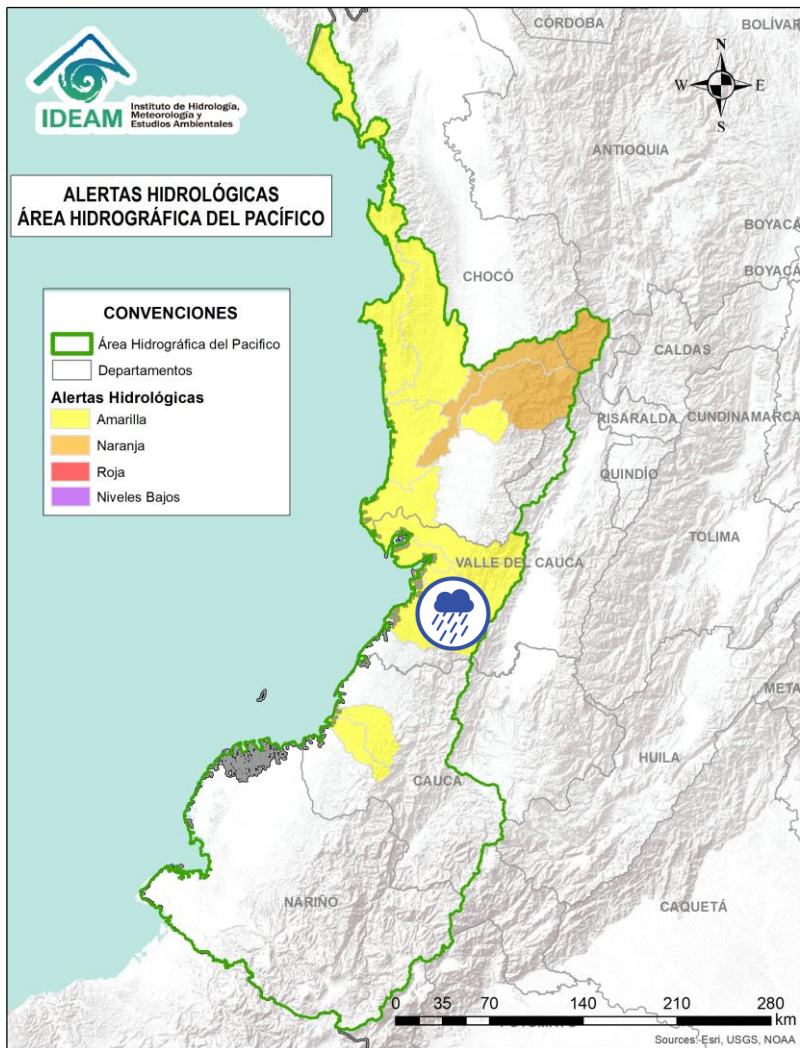 IDEAM
Instituto de Hidrología,
Meteorología y
Estudios Ambientales
ALERTAS HIDROLÓGICAS
ÁREA HIDROGRÁFICA DEL PACÍFICO
CONVENCIONES
Área Hidrográfica del Pacifico
Departamentos
Alertas Hidrológicas
Amarilla
Naranja
Roja
Niveles Bajos
N
W
E
S
CÓRDOBA
BOLÍVAR
ANTIOQUIA
BOYACÁ
BOYACÁ
CHOCÓ
CALDAS
RISARALDA
CUNDINAMARCA
QUINDÍO
TOLIMA
VALLE DEL CAUCA
META
HUILA
CAUCA
NARIÑO
CAQUETÁ
0 35 70 140 210 280
km
Sources: Esri, USGS, NOAA